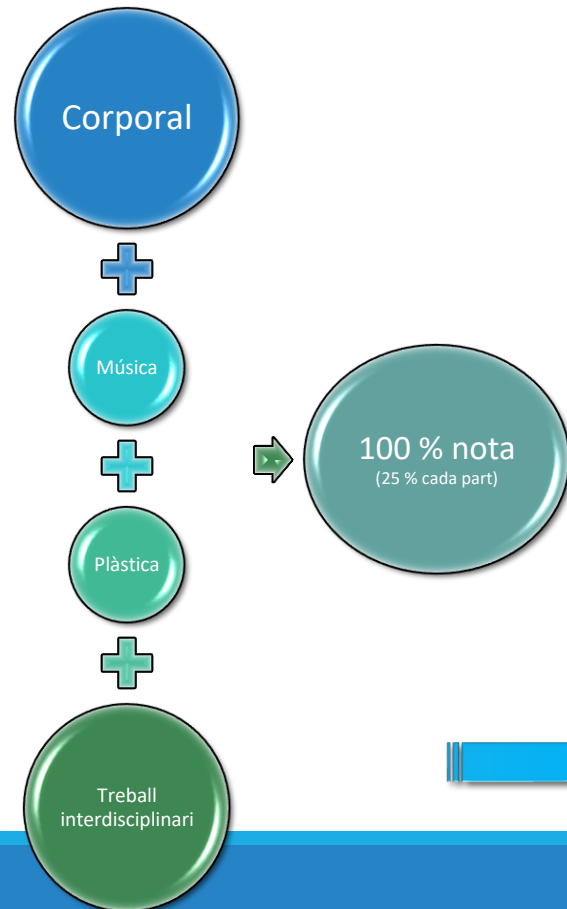 Corporal
Música
Plàstica
Treball
interdisciplinari
100 % nota
(25 % cada part)